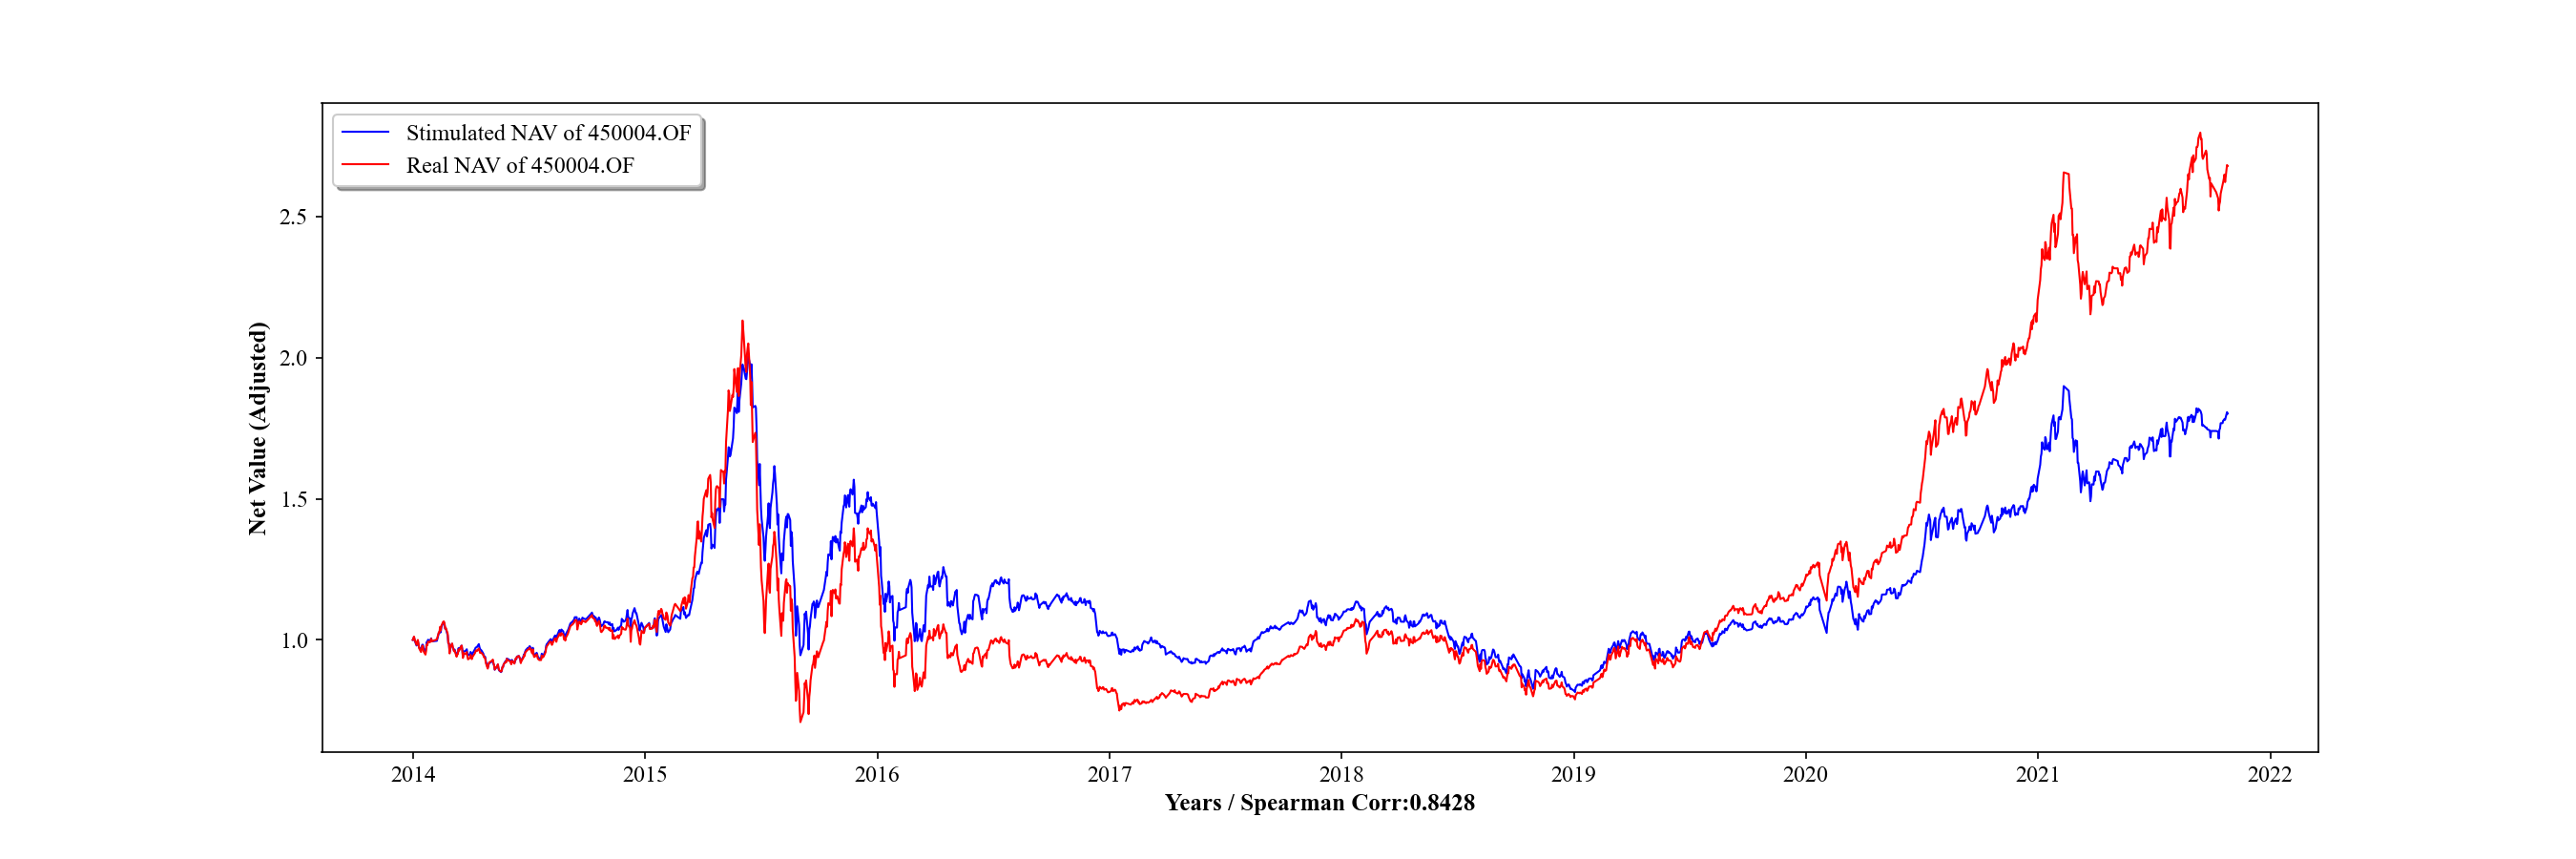 Stimulated NAV of 450004.OF
Real NAV of 450004.OF
Net Value (Adjusted)
2.5
2.0
1.5
1.0
2014 2015 2016 2017 2018 2019 2020 2021 2022
Years / Spearman Corr:0.8428